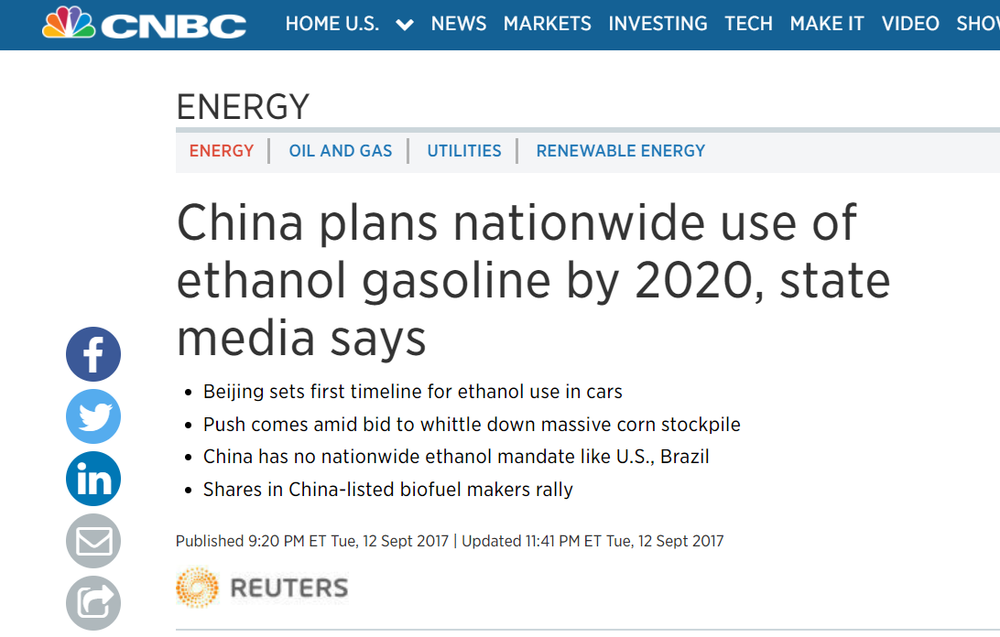 CNBC HOME U.S. NEWS MARKETS INVESTING TECH MAKE IT VIDEO
ENERGY
ENERGY | OIL AND GAS | UTILITIES | RENEWABLE ENERGY
China plans nationwide use of
ethanol gasoline by 2020, state
media says
• Beijing sets first timeline for ethanol use in cars
• Push comes amid bid to whittle down massive corn stockpile
• China has no nationwide ethanol mandate like U.S., Brazil
• Shares in China-listed biofuel makers rally
Published 9:20 PM ET Tue, 12 Sept 2017 | Updated 11:41 PM ET Tue, 12 Sept 2017
REUTERS
f
in